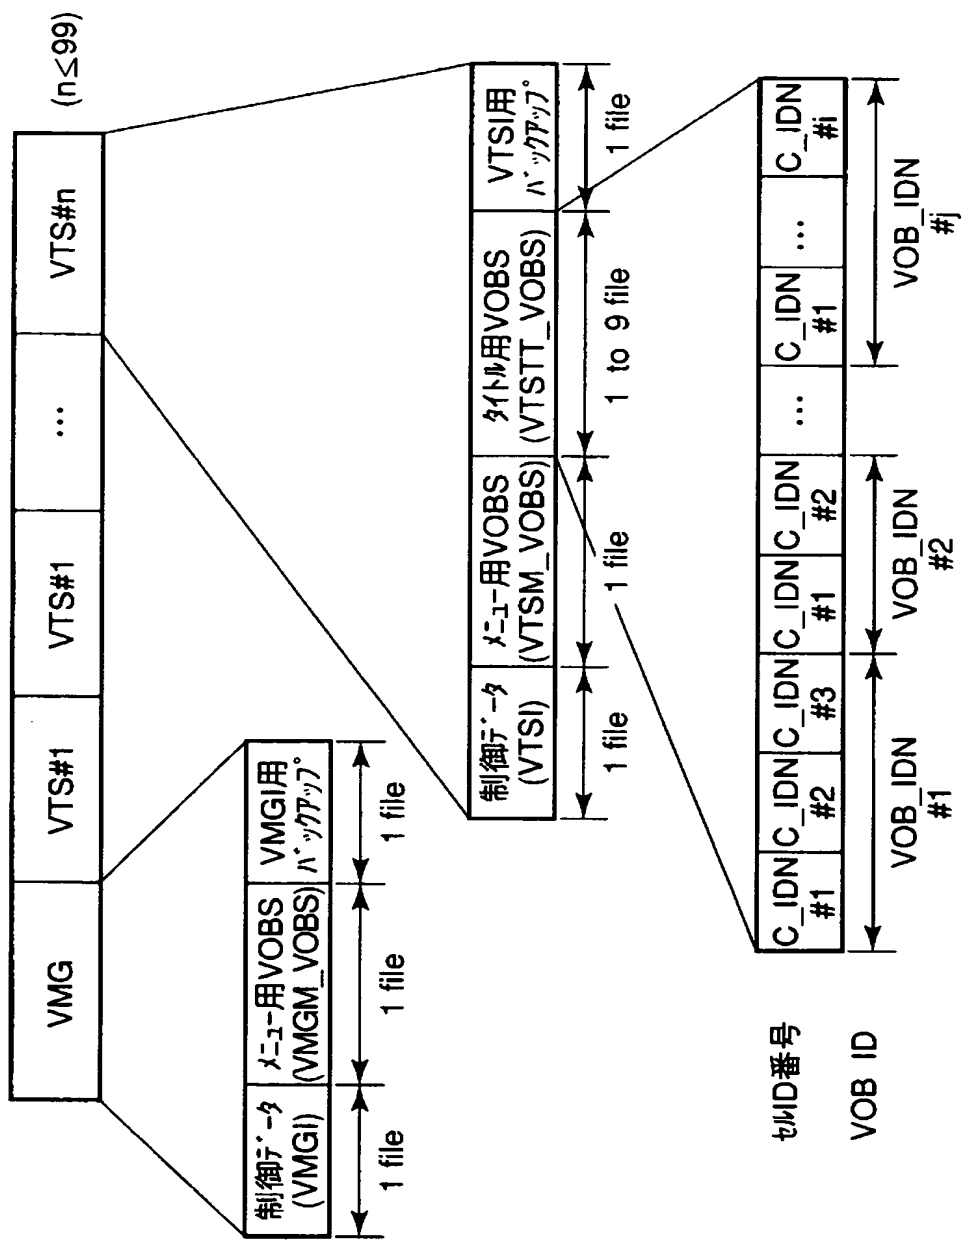 VMG
VTS#1
VTS#1
...
VTS#n
(n≤99)
制御ﾃﾞｰﾀ
(VMGI)
ﾒﾆｭｰ用VOBS
(VMGM_VOBS)
VMGI用
ﾊﾞｯｸｱｯﾌﾟ
1 file
1 file
1 file
制御ﾃﾞｰﾀ
(VTSI)
ﾒﾆｭｰ用VOBS
(VTSM_VOBS)
ﾀｲﾄﾙ用VOBS
(VTSTT_VOBS)
VTSI用
ﾊﾞｯｸｱｯﾌﾟ
1 file
1 file
1 to 9 file
1 file
ｾﾙID番号
C_IDN
#1
C_IDN
#2
C_IDN
#3
C_IDN
#1
C_IDN
#2
...
C_IDN
#1
...
C_IDN
#i
VOB ID
VOB_IDN
#1
VOB_IDN
#2
VOB_IDN
#j